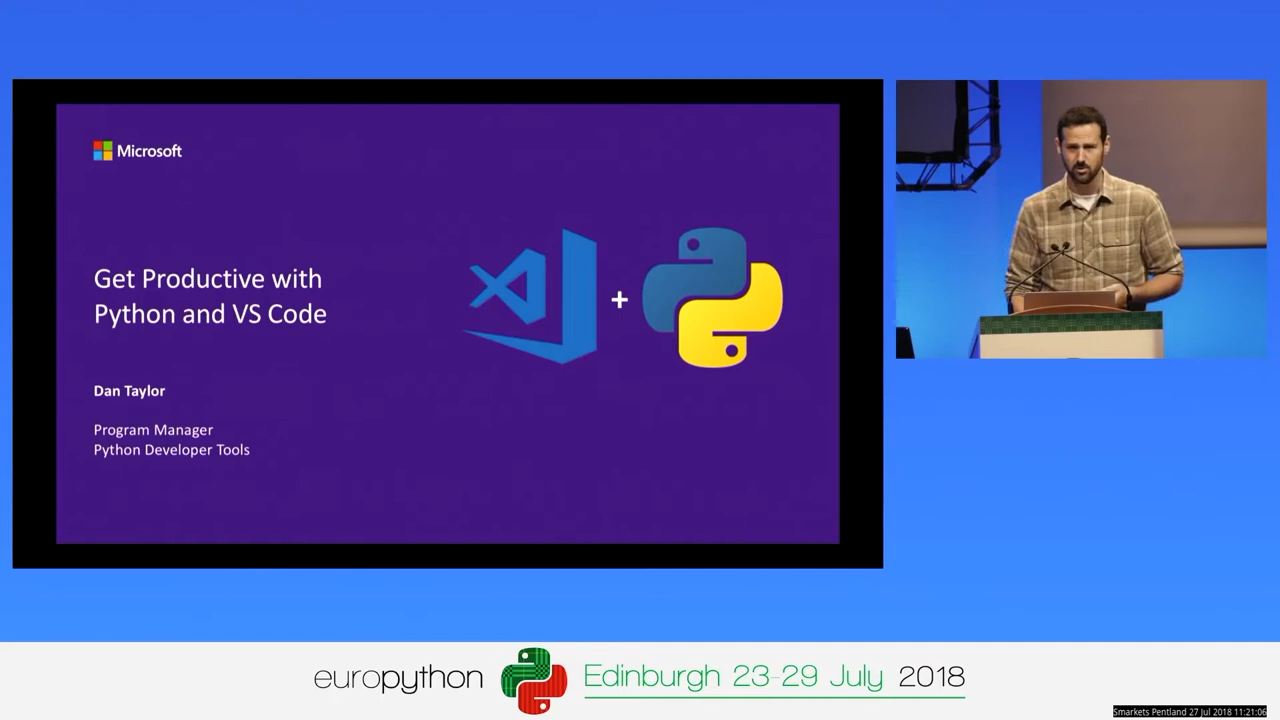 Microsoft
Get Productive with
Python and VS Code
+
Dan Taylor
Program Manager
Python Developer Tools
europython
Edinburgh 23-29 July 2018
Smarkets Pentland 27 Jul 2018 11:21:06